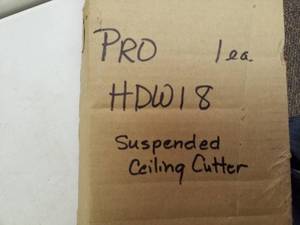 PRO 1 ea.
HDW18
Suspended
Ceiling Cutter